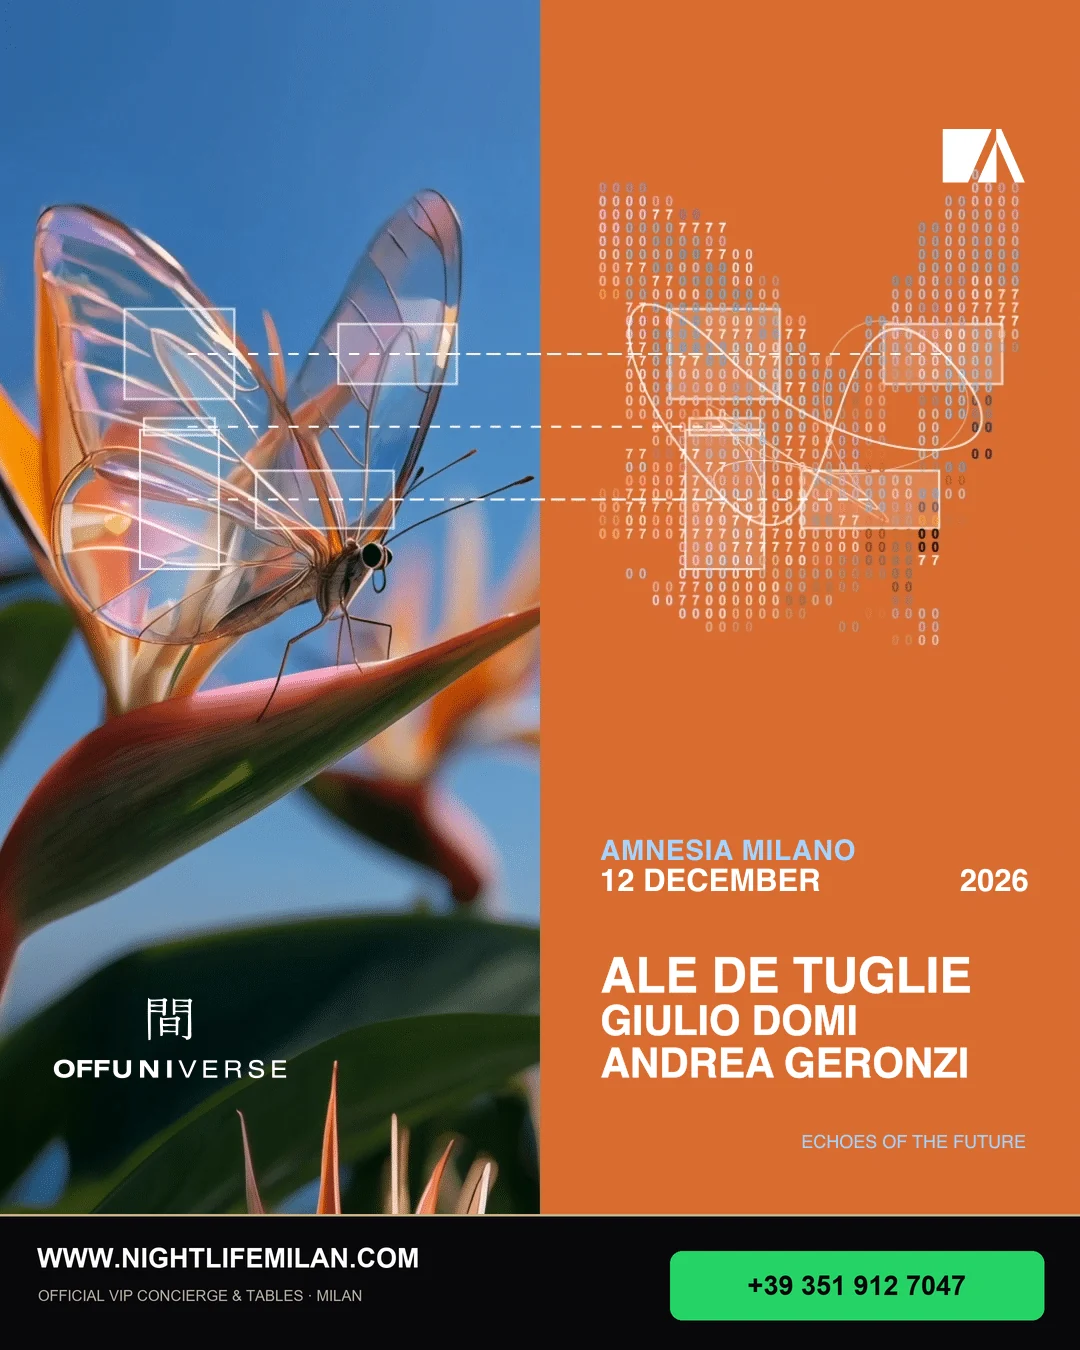 AMNESIA MILANO
12 DECEMBER 2026
ALE DE TUGLIE
GIULIO DOMI
ANDREA GERONZI
ECHOES OF THE FUTURE
間
OFFUNIVERSE
WWW.NIGHTLIFEMILAN.COM
OFFICIAL VIP CONCIERGE & TABLES · MILAN
+39 351 912 7047